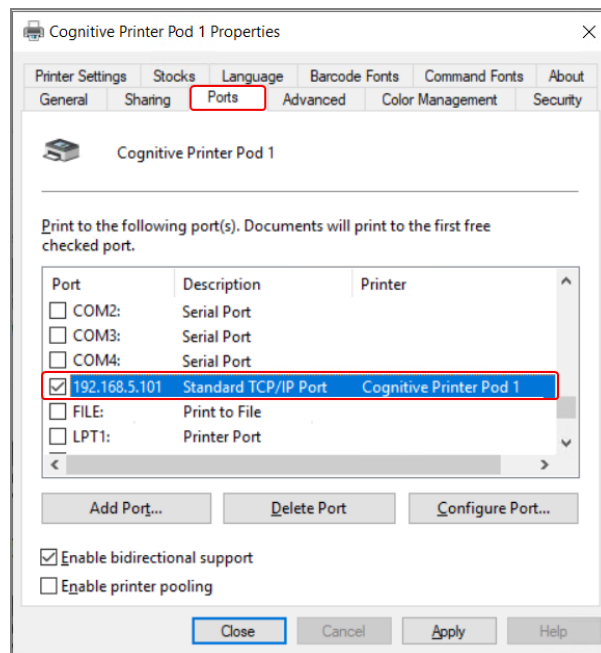 Cognitive Printer Pod 1 Properties
Printer Settings Stocks Language Barcode Fonts Command Fonts About
General Sharing Ports Advanced Color Management Security
Cognitive Printer Pod 1
Print to the following port(s). Documents will print to the first free
checked port.
Port Description Printer
COM2: Serial Port
COM3: Serial Port
COM4: Serial Port
192.168.5.101 Standard TCP/IP Port Cognitive Printer Pod 1
FILE: Print to File
LPT1: Printer Port
Add Port... Delete Port Configure Port...
Enable bidirectional support
Enable printer pooling
Close Cancel Apply Help